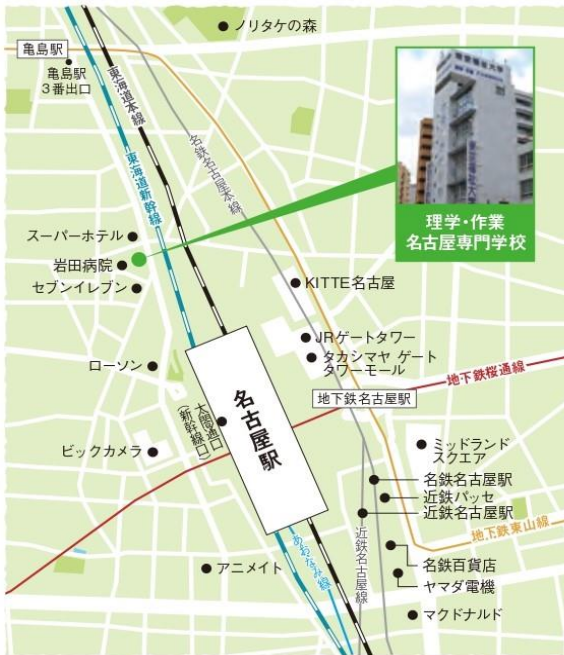 ノリタケの森
亀島駅
亀島駅
3番出口
東海道本線
東海道新幹線
名鉄名古屋本線
理学・作業
名古屋専門学校
スーパーホテル
岩田病院
セブンイレブン
KITTE名古屋
JRゲートタワー
タカシマヤ ゲート
タワーモール
ローソン
地下鉄桜通線
地下鉄名古屋駅
太閤通口
(新幹線口)
名古屋駅
ビックカメラ
ミッドランド
スクエア
名鉄名古屋駅
近鉄パッセ
近鉄名古屋駅
地下鉄東山線
近鉄名古屋線
あおなみ線
名鉄百貨店
ヤマダ電機
アニメイト
マクドナルド